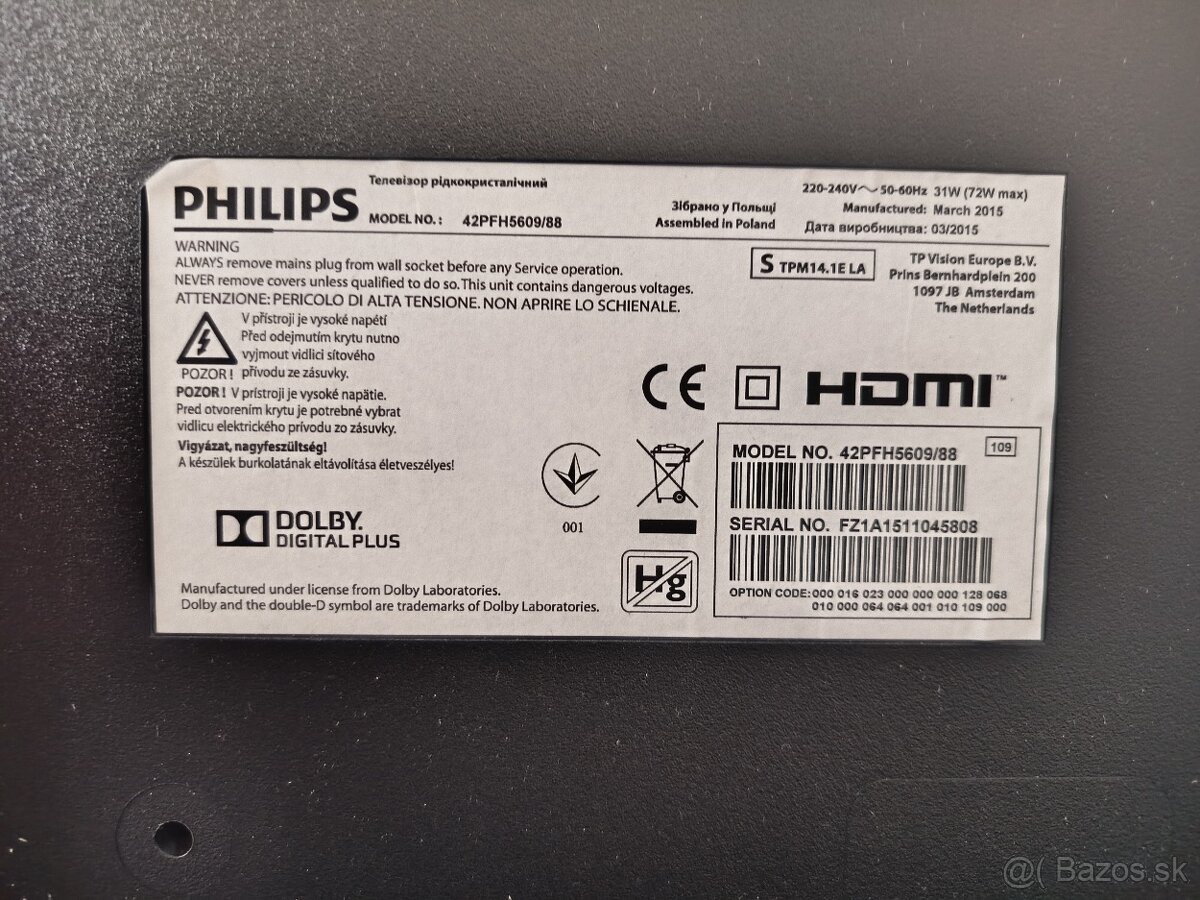 PHILIPS
Телевізор рідкокристалічний
MODEL NO. : 42PFH5609/88
Зібрано у Польщі
Assembled in Poland
220-240V～ 50-60Hz 31W (72W max)
Manufactured: March 2015
Дата виробництва: 03/2015
WARNING
ALWAYS remove mains plug from wall socket before any Service operation.
NEVER remove covers unless qualified to do so. This unit contains dangerous voltages.
ATTENZIONE: PERICOLO DI ALTA TENSIONE. NON APRIRE LO SCHIENALE.
S TPM14.1E LA
TP Vision Europe B.V.
Prins Bernhardplein 200
1097 JB Amsterdam
The Netherlands
V přístroji je vysoké napětí
Před odejmutím krytu nutno
vyjmout vidlici síťového
POZOR ! přívodu ze zásuvky.
POZOR ! V prístroji je vysoké napätie.
Pred otvorením krytu je potrebné vybrat
vidlicu elektrického prívodu zo zásuvky.
Vigyázat, nagyfeszültség!
A készülek burkolatának eltávolítása életveszélyes!
CE
HDMI™
001
DOLBY.
DIGITAL PLUS
Hg
Manufactured under license from Dolby Laboratories.
Dolby and the double-D symbol are trademarks of Dolby Laboratories.
MODEL NO. 42PFH5609/88
109
SERIAL NO. FZ1A1511045808
OPTION CODE: 000 016 023 000 000 000 128 068
010 000 064 064 001 010 109 000
@( Bazos.sk